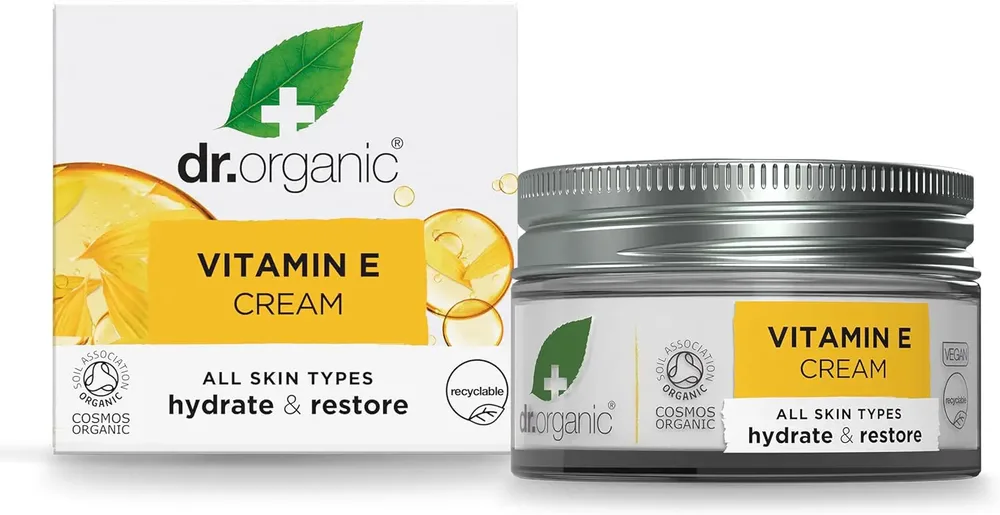 dr.organic®
VITAMIN E
CREAM
SOIL ASSOCIATION
ORGANIC
COSMOS
ORGANIC
ALL SKIN TYPES
hydrate & restore
recyclable
dr.organic®
SOIL ASSOCIATION
ORGANIC
COSMOS
ORGANIC
VITAMIN E
CREAM
ALL SKIN TYPES
hydrate & restore
VEGAN
recyclable